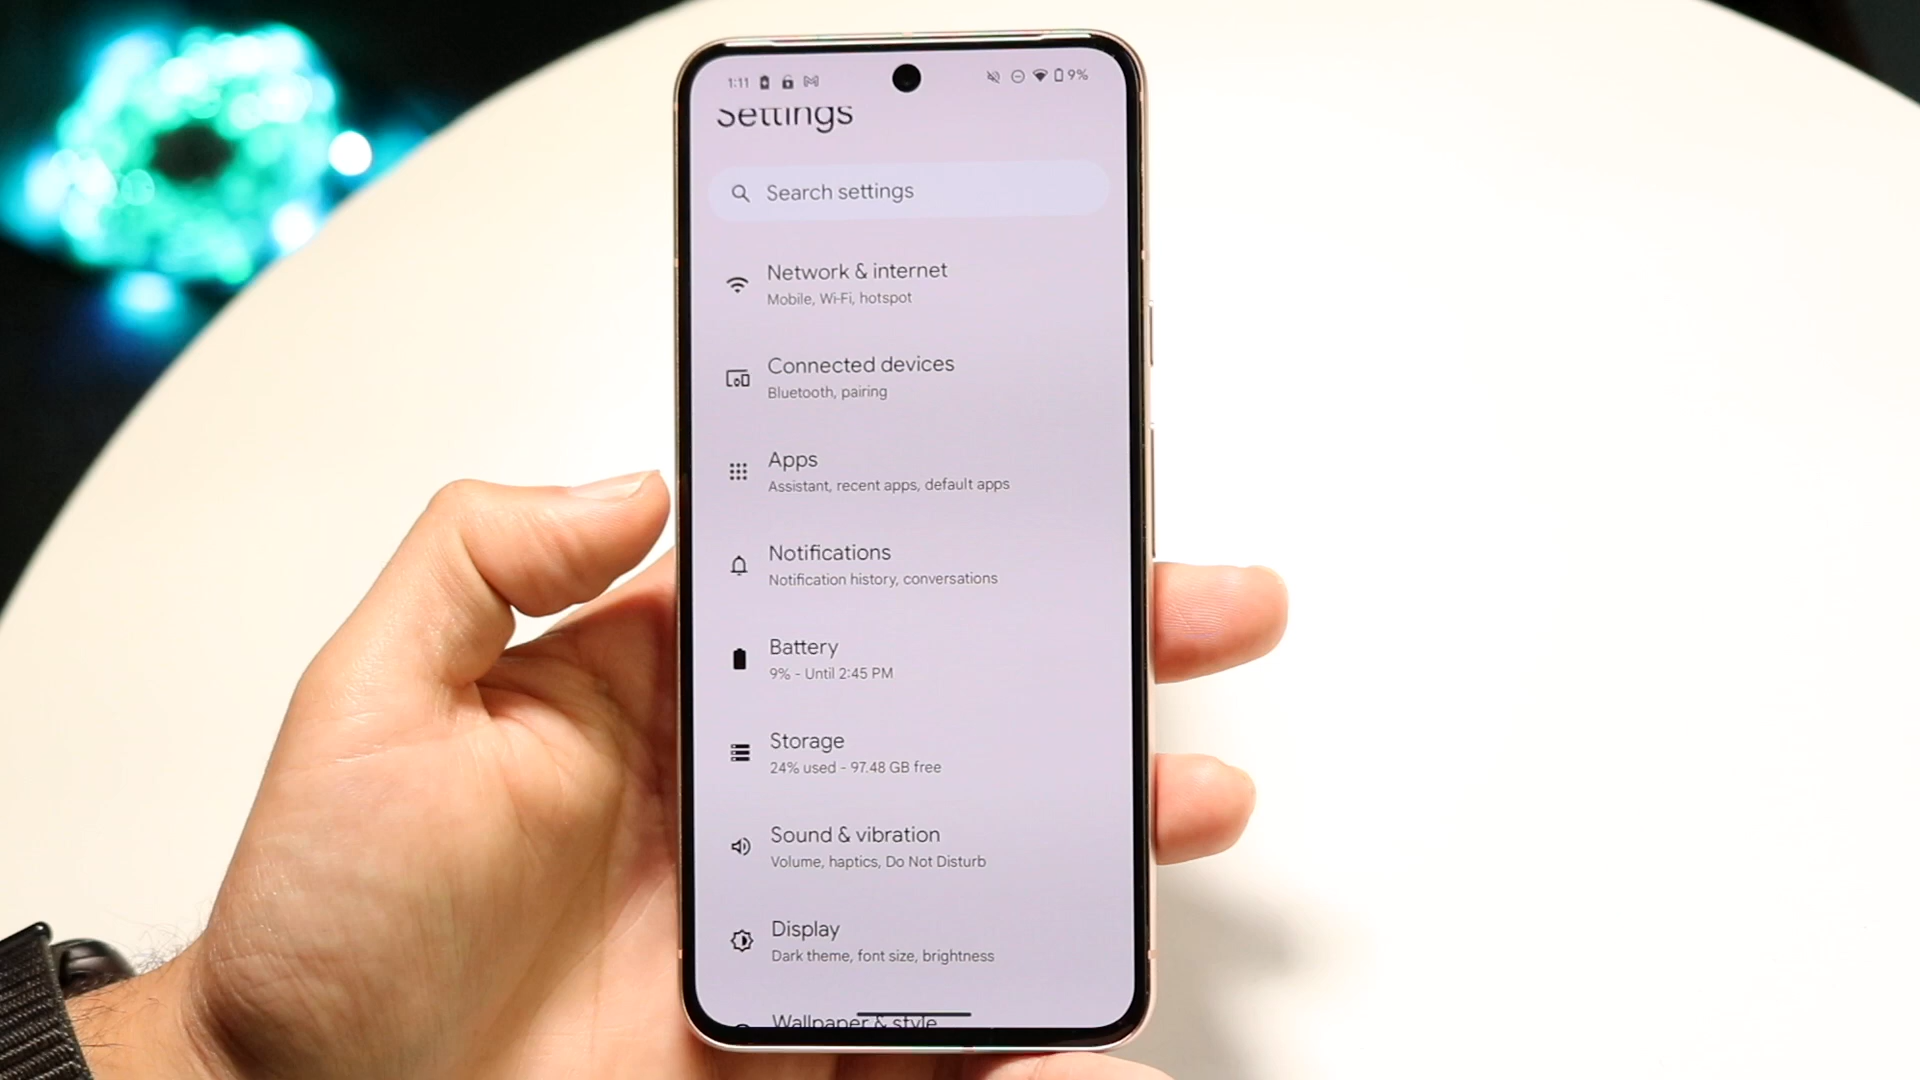 1:11 9%
Settings
Search settings
Network & internet
Mobile, Wi-Fi, hotspot
Connected devices
Bluetooth, pairing
Apps
Assistant, recent apps, default apps
Notifications
Notification history, conversations
Battery
9% - Until 2:45 PM
Storage
24% used - 97.48 GB free
Sound & vibration
Volume, haptics, Do Not Disturb
Display
Dark theme, font size, brightness
Wallpaper & style